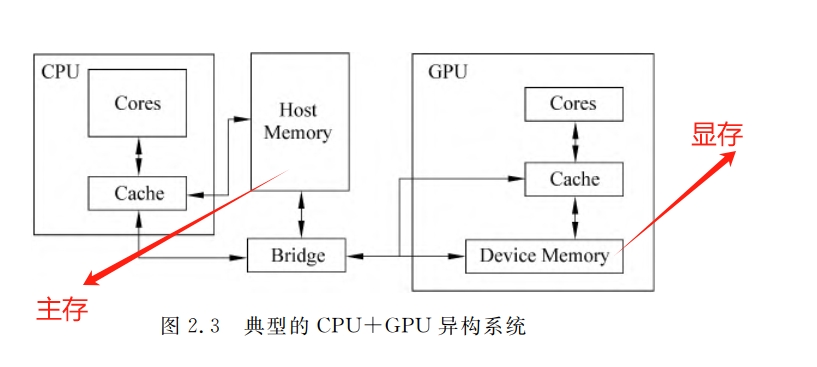 CPU
Cores
Cache
Host
Memory
Bridge
GPU
Cores
Cache
Device Memory
显存
主存
图 2.3 典型的 CPU+GPU 异构系统